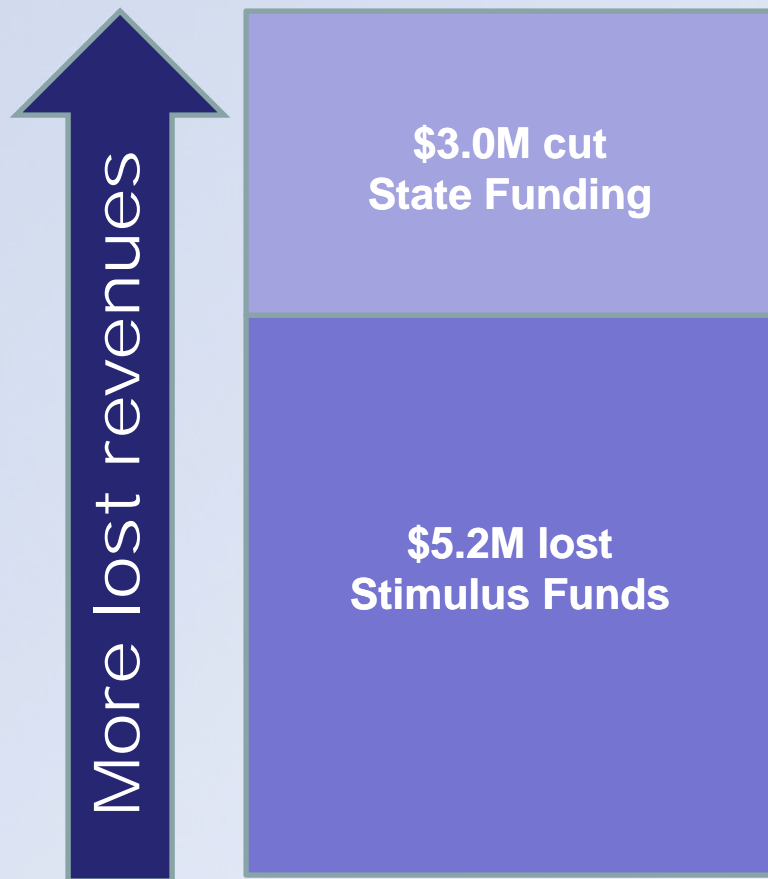 More lost revenues
$3.0M cut
State Funding
$5.2M lost
Stimulus Funds